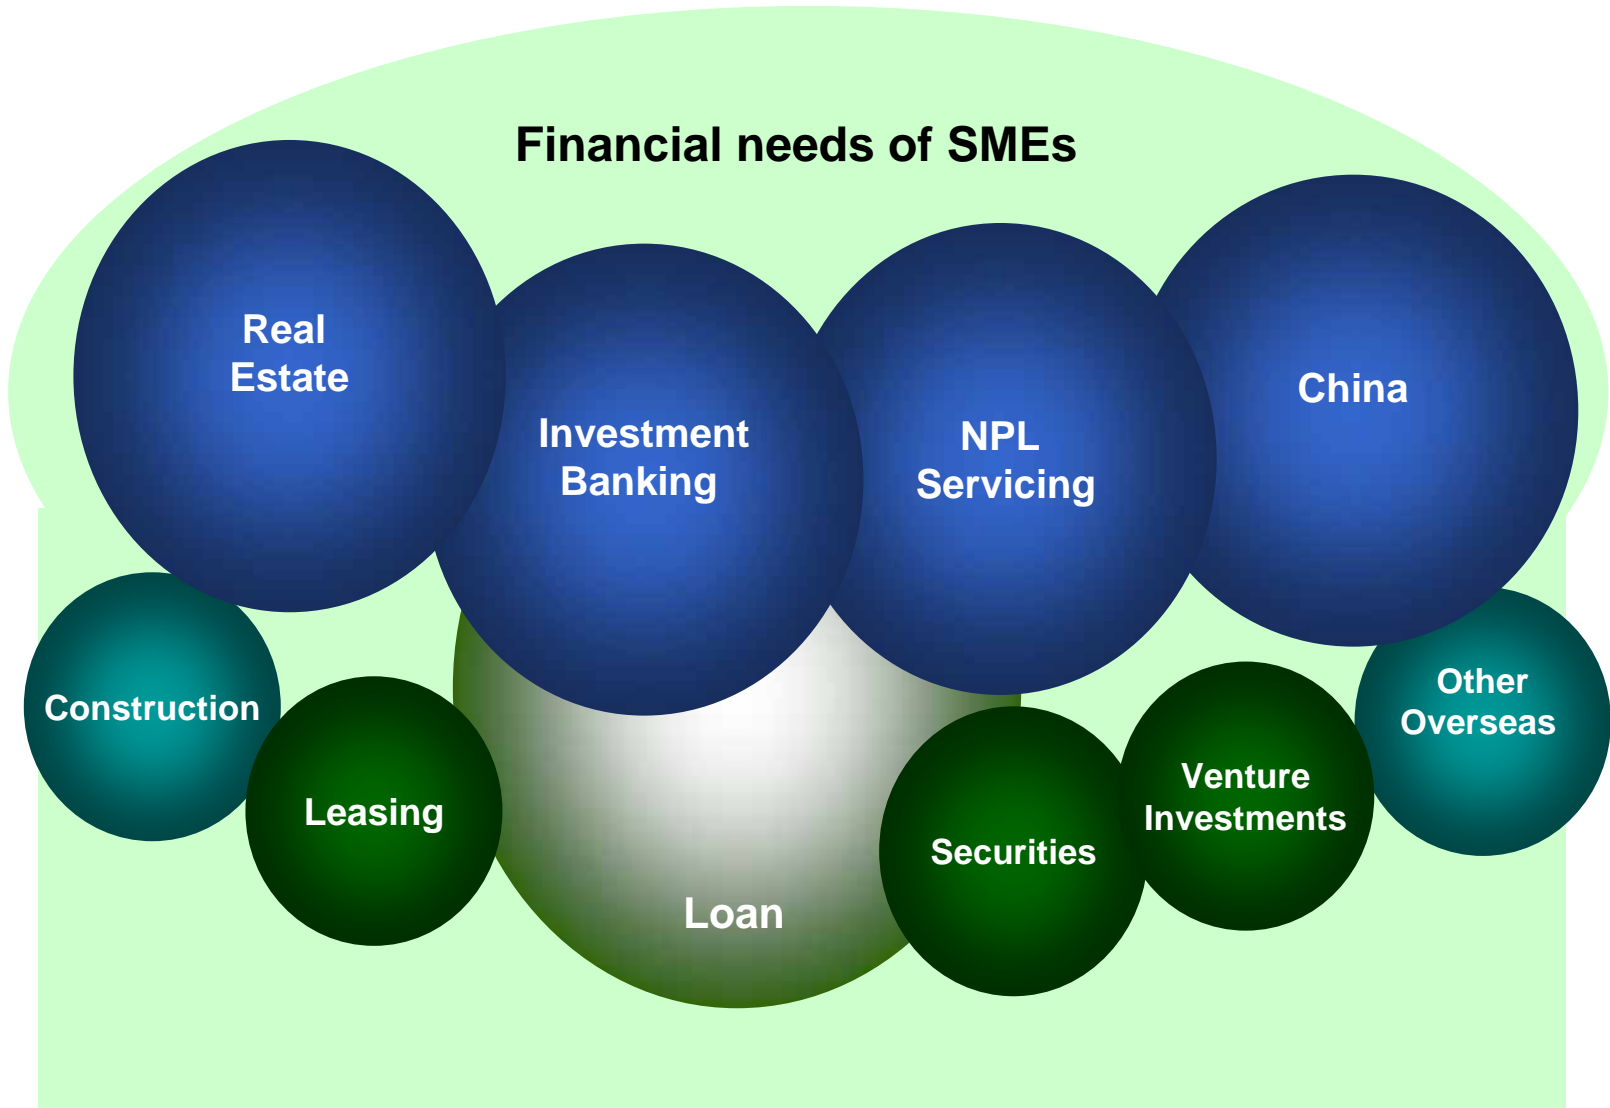 Financial needs of SMEs
Real
Estate
Investment
Banking
NPL
Servicing
China
Construction
Leasing
Loan
Securities
Venture
Investments
Other
Overseas